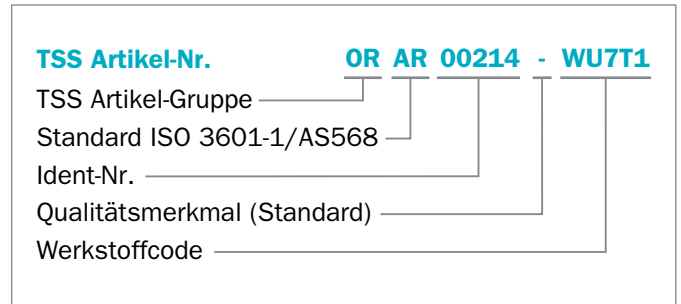 TSS Artikel-Nr. OR AR 00214 - WU7T1
TSS Artikel-Gruppe
Standard ISO 3601-1/AS568
Ident-Nr.
Qualitätsmerkmal (Standard)
Werkstoffcode